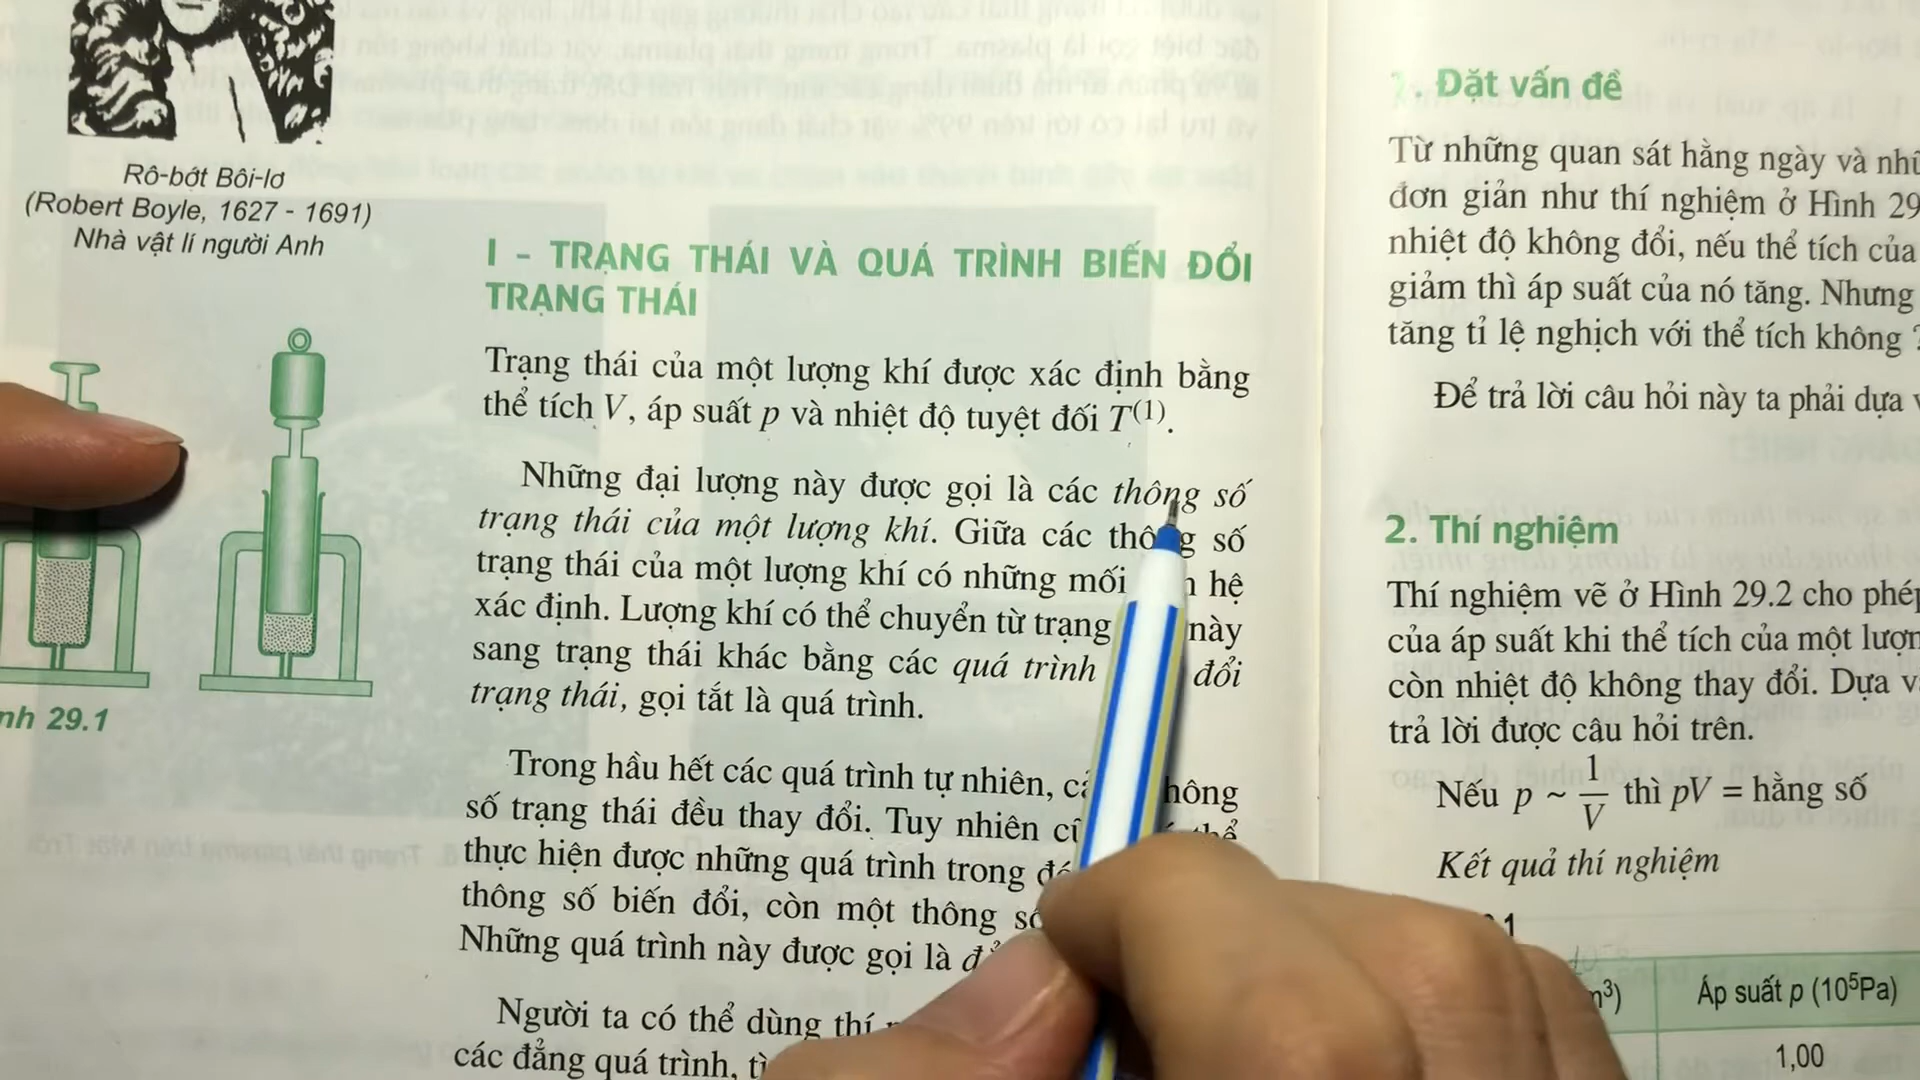 Rô-bớt Bôi-lơ
(Robert Boyle, 1627 - 1691)
Nhà vật lí người Anh
nh 29.1
I - TRẠNG THÁI VÀ QUÁ TRÌNH BIẾN ĐỔI
TRẠNG THÁI
Trạng thái của một lượng khí được xác định bằng
thể tích V, áp suất p và nhiệt độ tuyệt đối T(1).
Những đại lượng này được gọi là các thông số
trạng thái của một lượng khí. Giữa các thông số
trạng thái của một lượng khí có những mối hệ
xác định. Lượng khí có thể chuyển từ trạng này
sang trạng thái khác bằng các quá trình đổi
trạng thái, gọi tắt là quá trình.
Trong hầu hết các quá trình tự nhiên, hông
số trạng thái đều thay đổi. Tuy nhiên thể
thực hiện được những quá trình trong
thông số biến đổi, còn một thông số
Những quá trình này được gọi là
Người ta có thể dùng thí
các đẳng quá trình,
1. Đặt vấn đề
Từ những quan sát hằng ngày và
đơn giản như thí nghiệm ở Hình 29
nhiệt độ không đổi, nếu thể tích của
giảm thì áp suất của nó tăng. Nhưng
tăng tỉ lệ nghịch với thể tích không ?
Để trả lời câu hỏi này ta phải dựa
2. Thí nghiệm
Thí nghiệm vẽ ở Hình 29.2 cho phép
của áp suất khi thể tích của một
còn nhiệt độ không thay đổi. Dựa
trả lời được câu hỏi trên.
Nếu p ~ 1/V thì pV = hằng số
Kết quả thí nghiệm
Áp suất p (10⁵Pa)
1,00